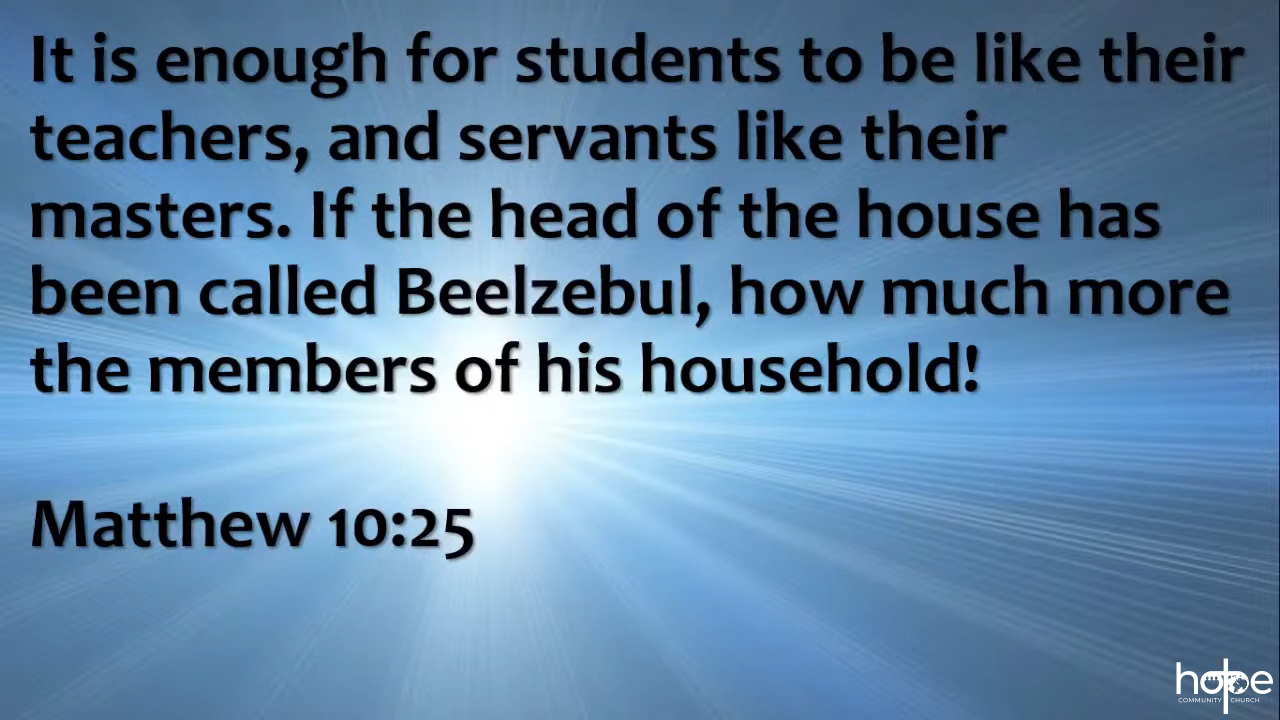 It is enough for students to be like their
teachers, and servants like their
masters. If the head of the house has
been called Beelzebul, how much more
the members of his household!
Matthew 10:25
hope
COMMUNITY CHURCH